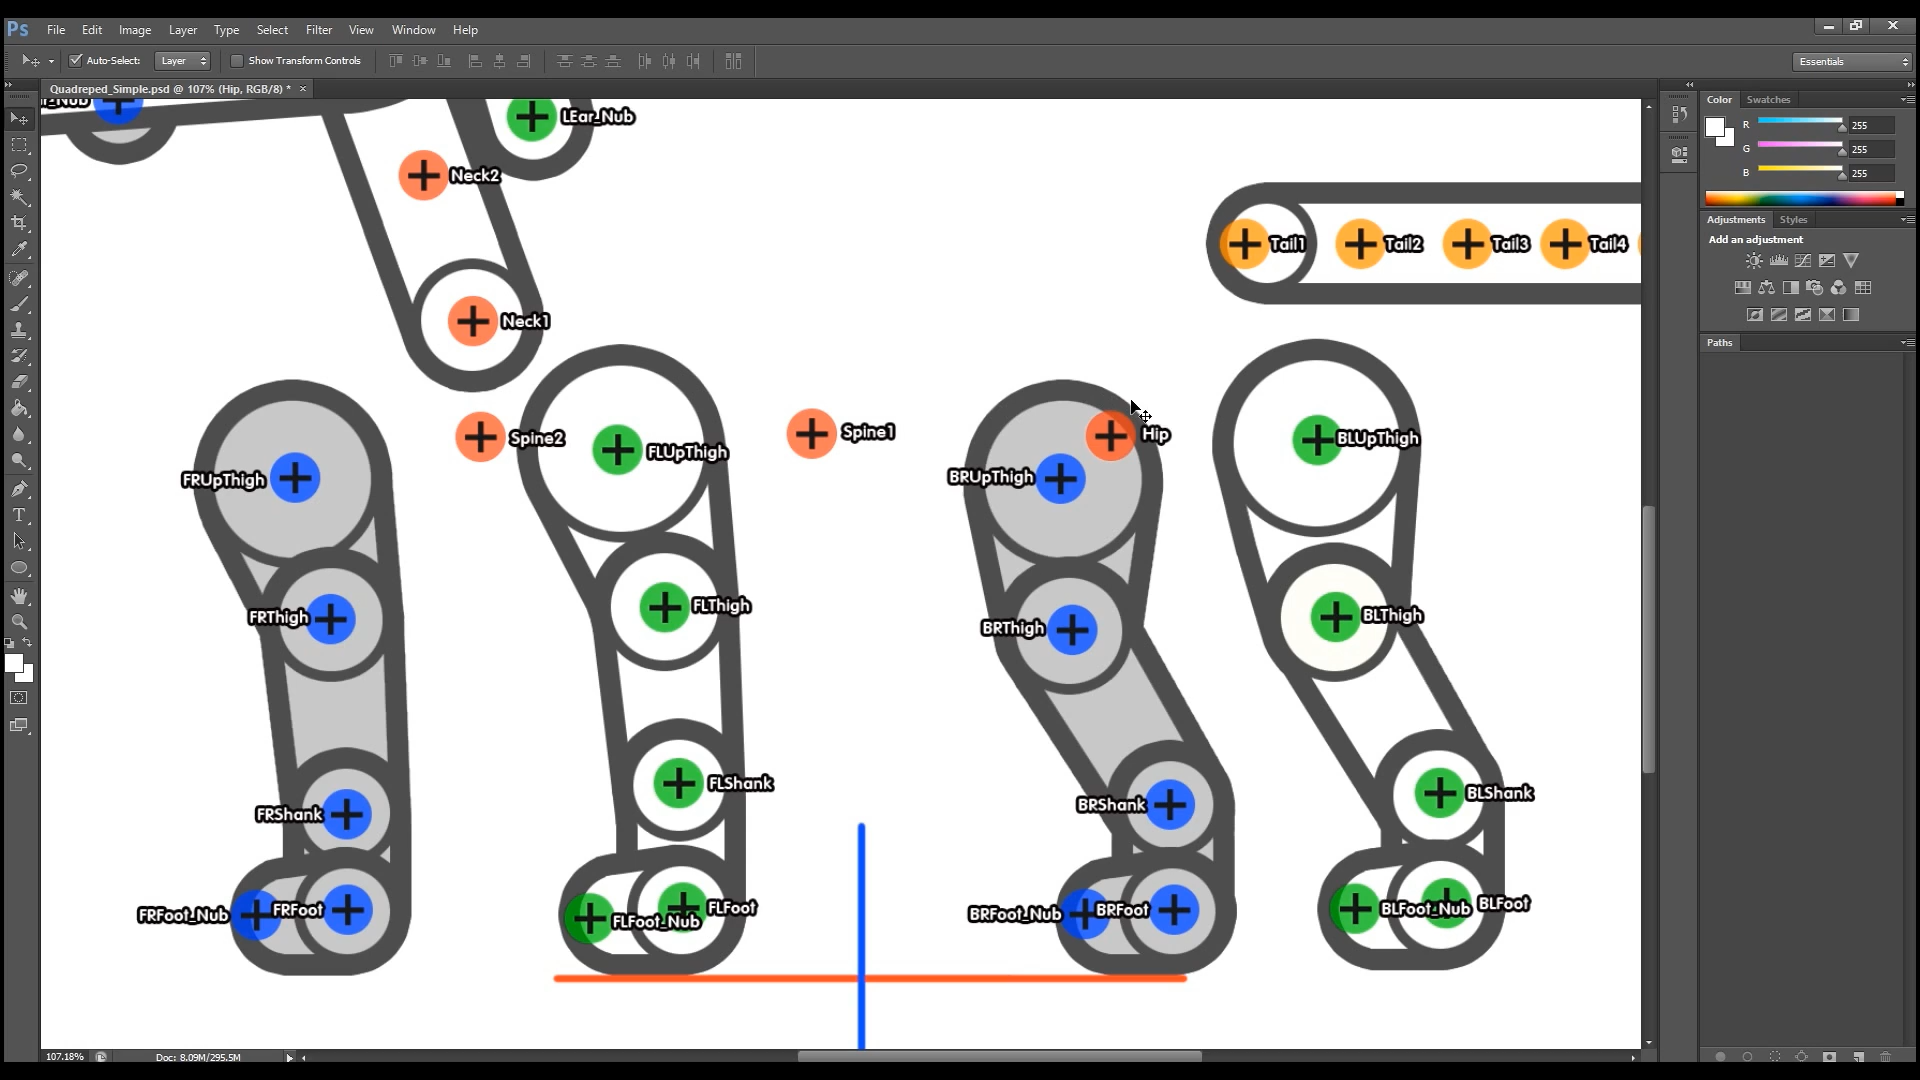 Ps File Edit Image Layer Type Select Filter View Window Help
Auto-Select: Layer Show Transform Controls Essentials
Quadreped_Simple.psd @ 107% (Hip, RGB/8) * ×
Color Swatches
R 255
G 255
B 255
Adjustments Styles
Add an adjustment
Paths
LEar_Nub
Neck2
Tail1 Tail2 Tail3 Tail4
Neck1
Spine2 FLUpThigh Spine1 Hip BLUpThigh
FRUpThigh BRUpThigh
FRThigh FLThigh BRThigh BLThigh
FRShank FLShank BRShank BLShank
FRFoot_Nub FRFoot FLFoot_Nub FLFoot BRFoot_Nub BRFoot BLFoot_Nub BLFoot
107.18% Doc: 8.09M/295.5M